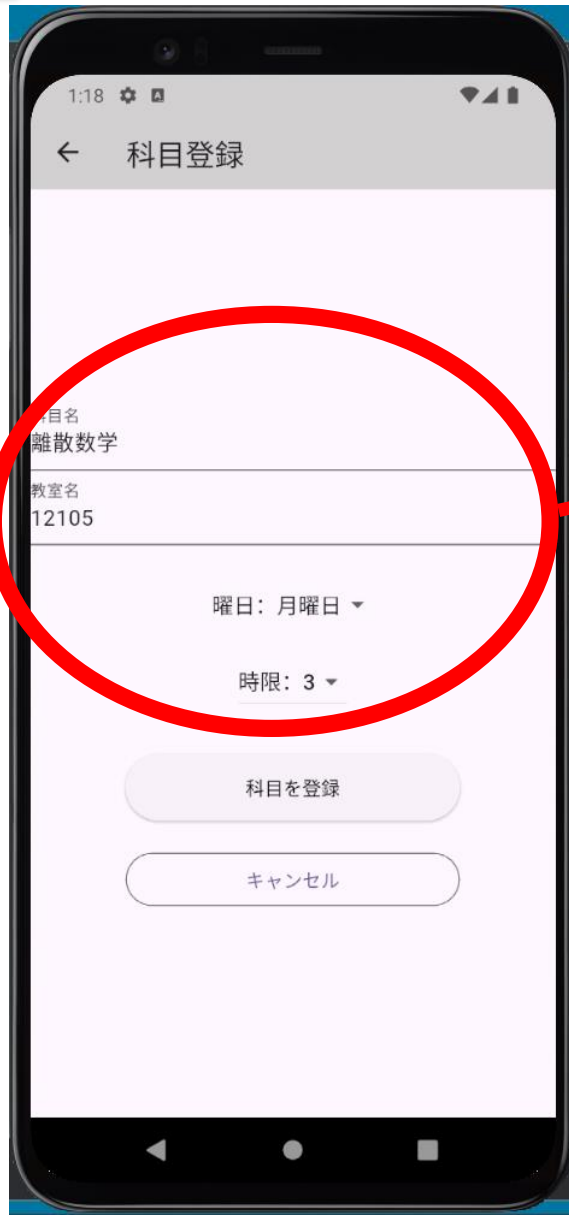 1:18
科目登録
科目名
離散数学
教室名
12105
曜日: 月曜日
時限: 3
科目を登録
キャンセル